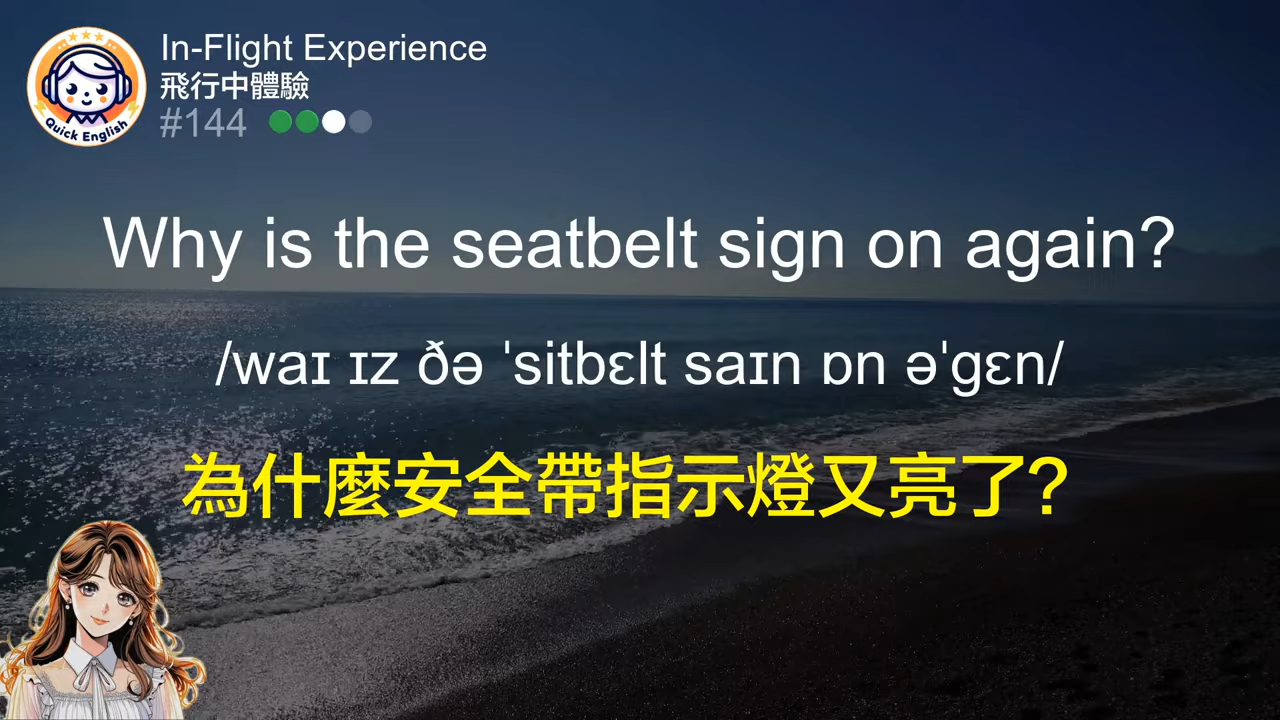 In-Flight Experience
飛行中體驗
#144
Quick English
Why is the seatbelt sign on again?
/waɪ ɪz ðə ˈsitbɛlt saɪn ɒn əˈgɛn/
為什麼安全帶指示燈又亮了?